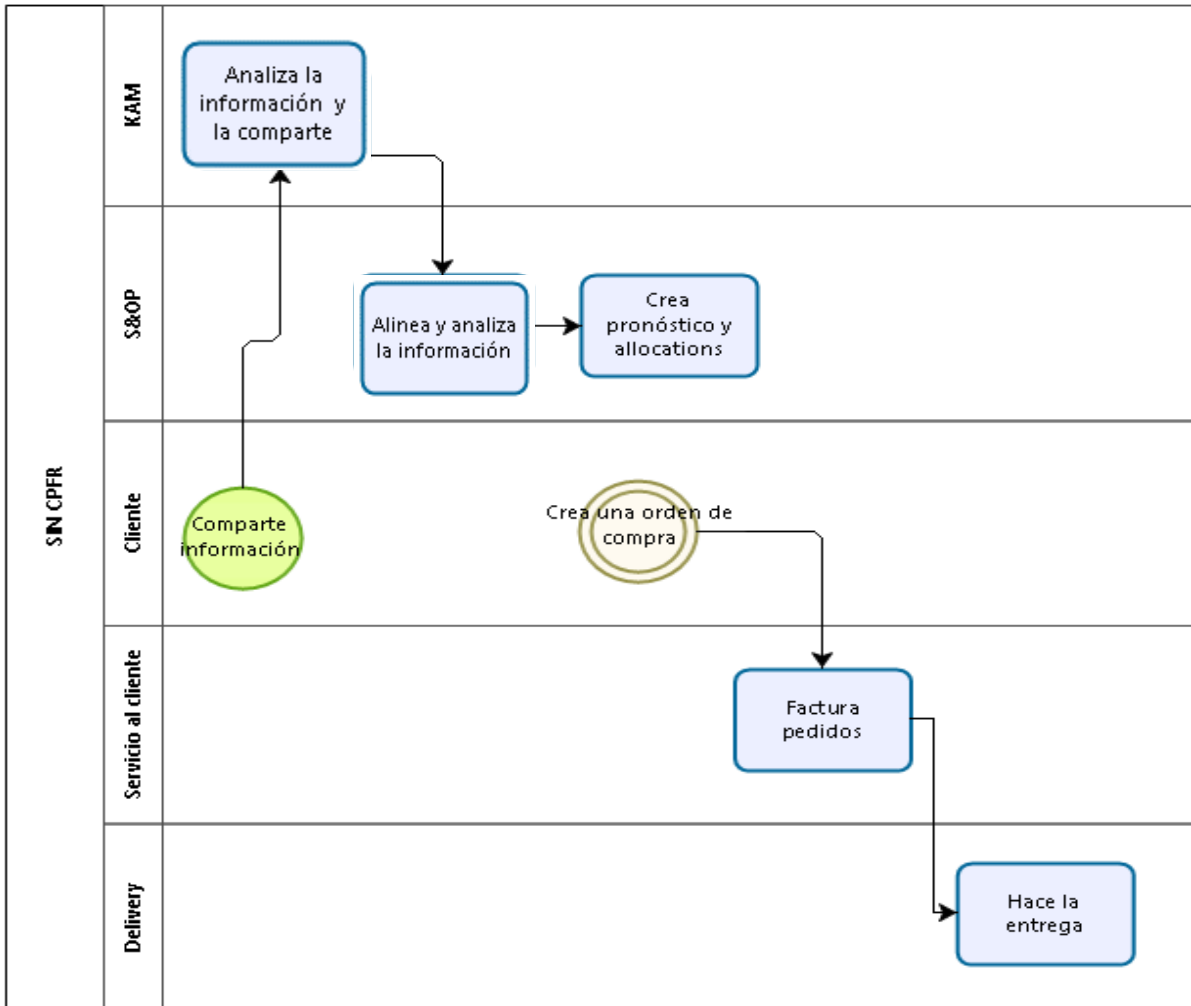 SIN CPFR
KAM
Analiza la
información y
la comparte
S&OP
Alinea y analiza
la información
Crea
pronóstico y
allocations
Cliente
Comparte
información
Crea una orden de
compra
Servicio al cliente
Factura
pedidos
Delivery
Hace la
entrega